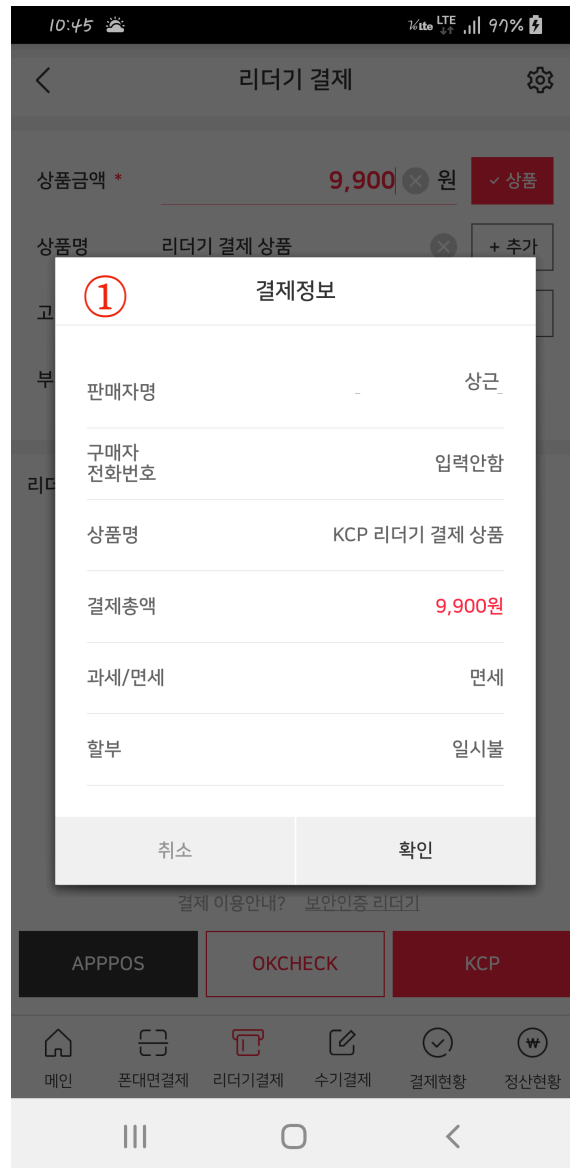 10:45 LTE 97%
리더기 결제
상품금액 * 9,900 원 상품
상품명 리더기 결제 상품 + 추가
고
부
리더
① 결제정보
판매자명 상근
구매자
전화번호 입력안함
상품명 KCP 리더기 결제 상품
결제총액 9,900원
과세/면세 면세
할부 일시불
취소 확인
결제 이용안내? 보안인증 리더기
APPPOS OKCHECK KCP
메인 폰대면결제 리더기결제 수기결제 결제현황 정산현황